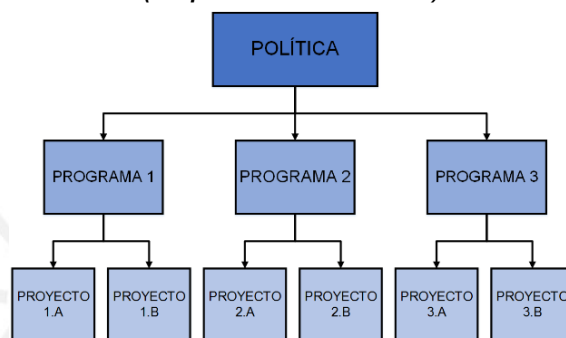 POLÍTICA
PROGRAMA 1
PROGRAMA 2
PROGRAMA 3
PROYECTO
1.A
PROYECTO
1.B
PROYECTO
2.A
PROYECTO
2.B
PROYECTO
3.A
PROYECTO
3.B